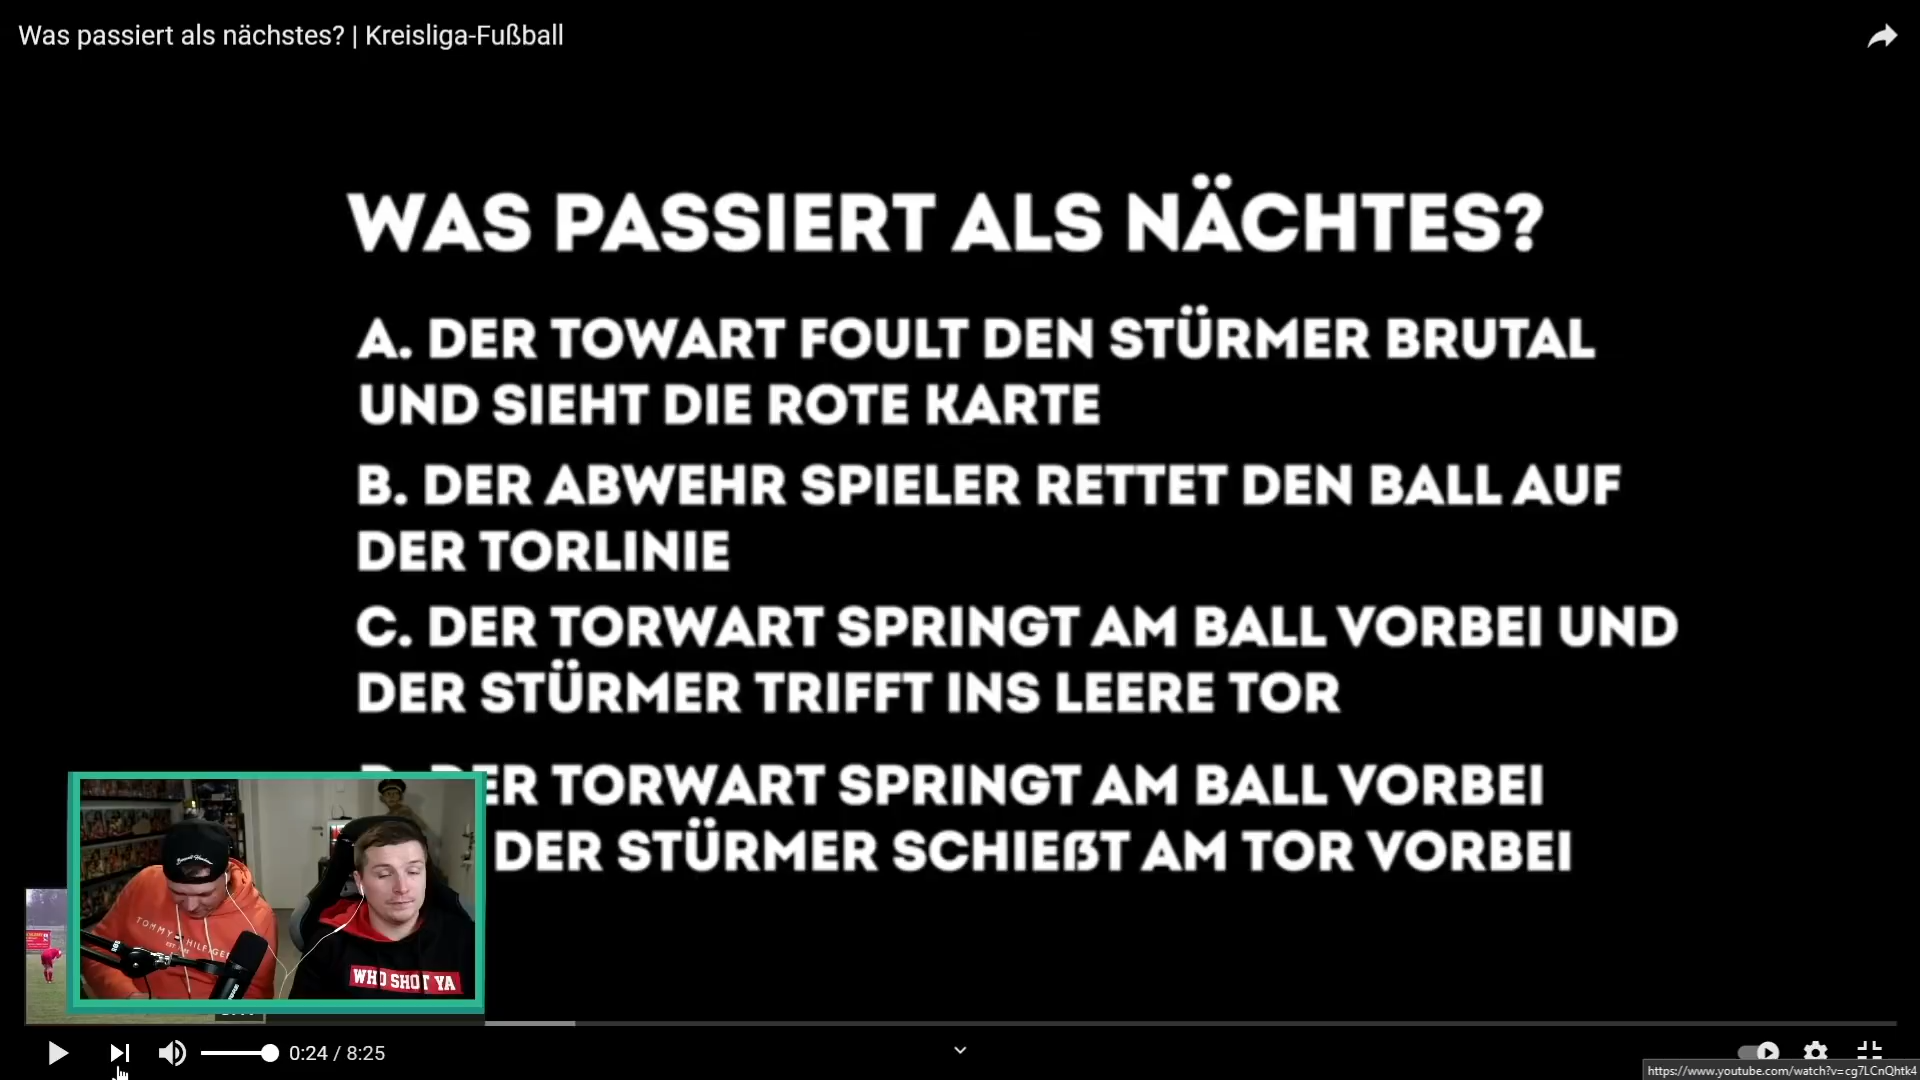 Was passiert als nächstes? | Kreisliga-Fußball
WAS PASSIERT ALS NÄCHTES?
A. DER TOWART FOULT DEN STÜRMER BRUTAL
UND SIEHT DIE ROTE KARTE
B. DER ABWEHR SPIELER RETTET DEN BALL AUF
DER TORLINIE
C. DER TORWART SPRINGT AM BALL VORBEI UND
DER STÜRMER TRIFFT INS LEERE TOR
DER TORWART SPRINGT AM BALL VORBEI
DER STÜRMER SCHIEßT AM TOR VORBEI
TOMMY HILFIGER
WHO SHOT YA
0:24 / 8:25
https://www.youtube.com/watch?v=cg7LCnQhtk4